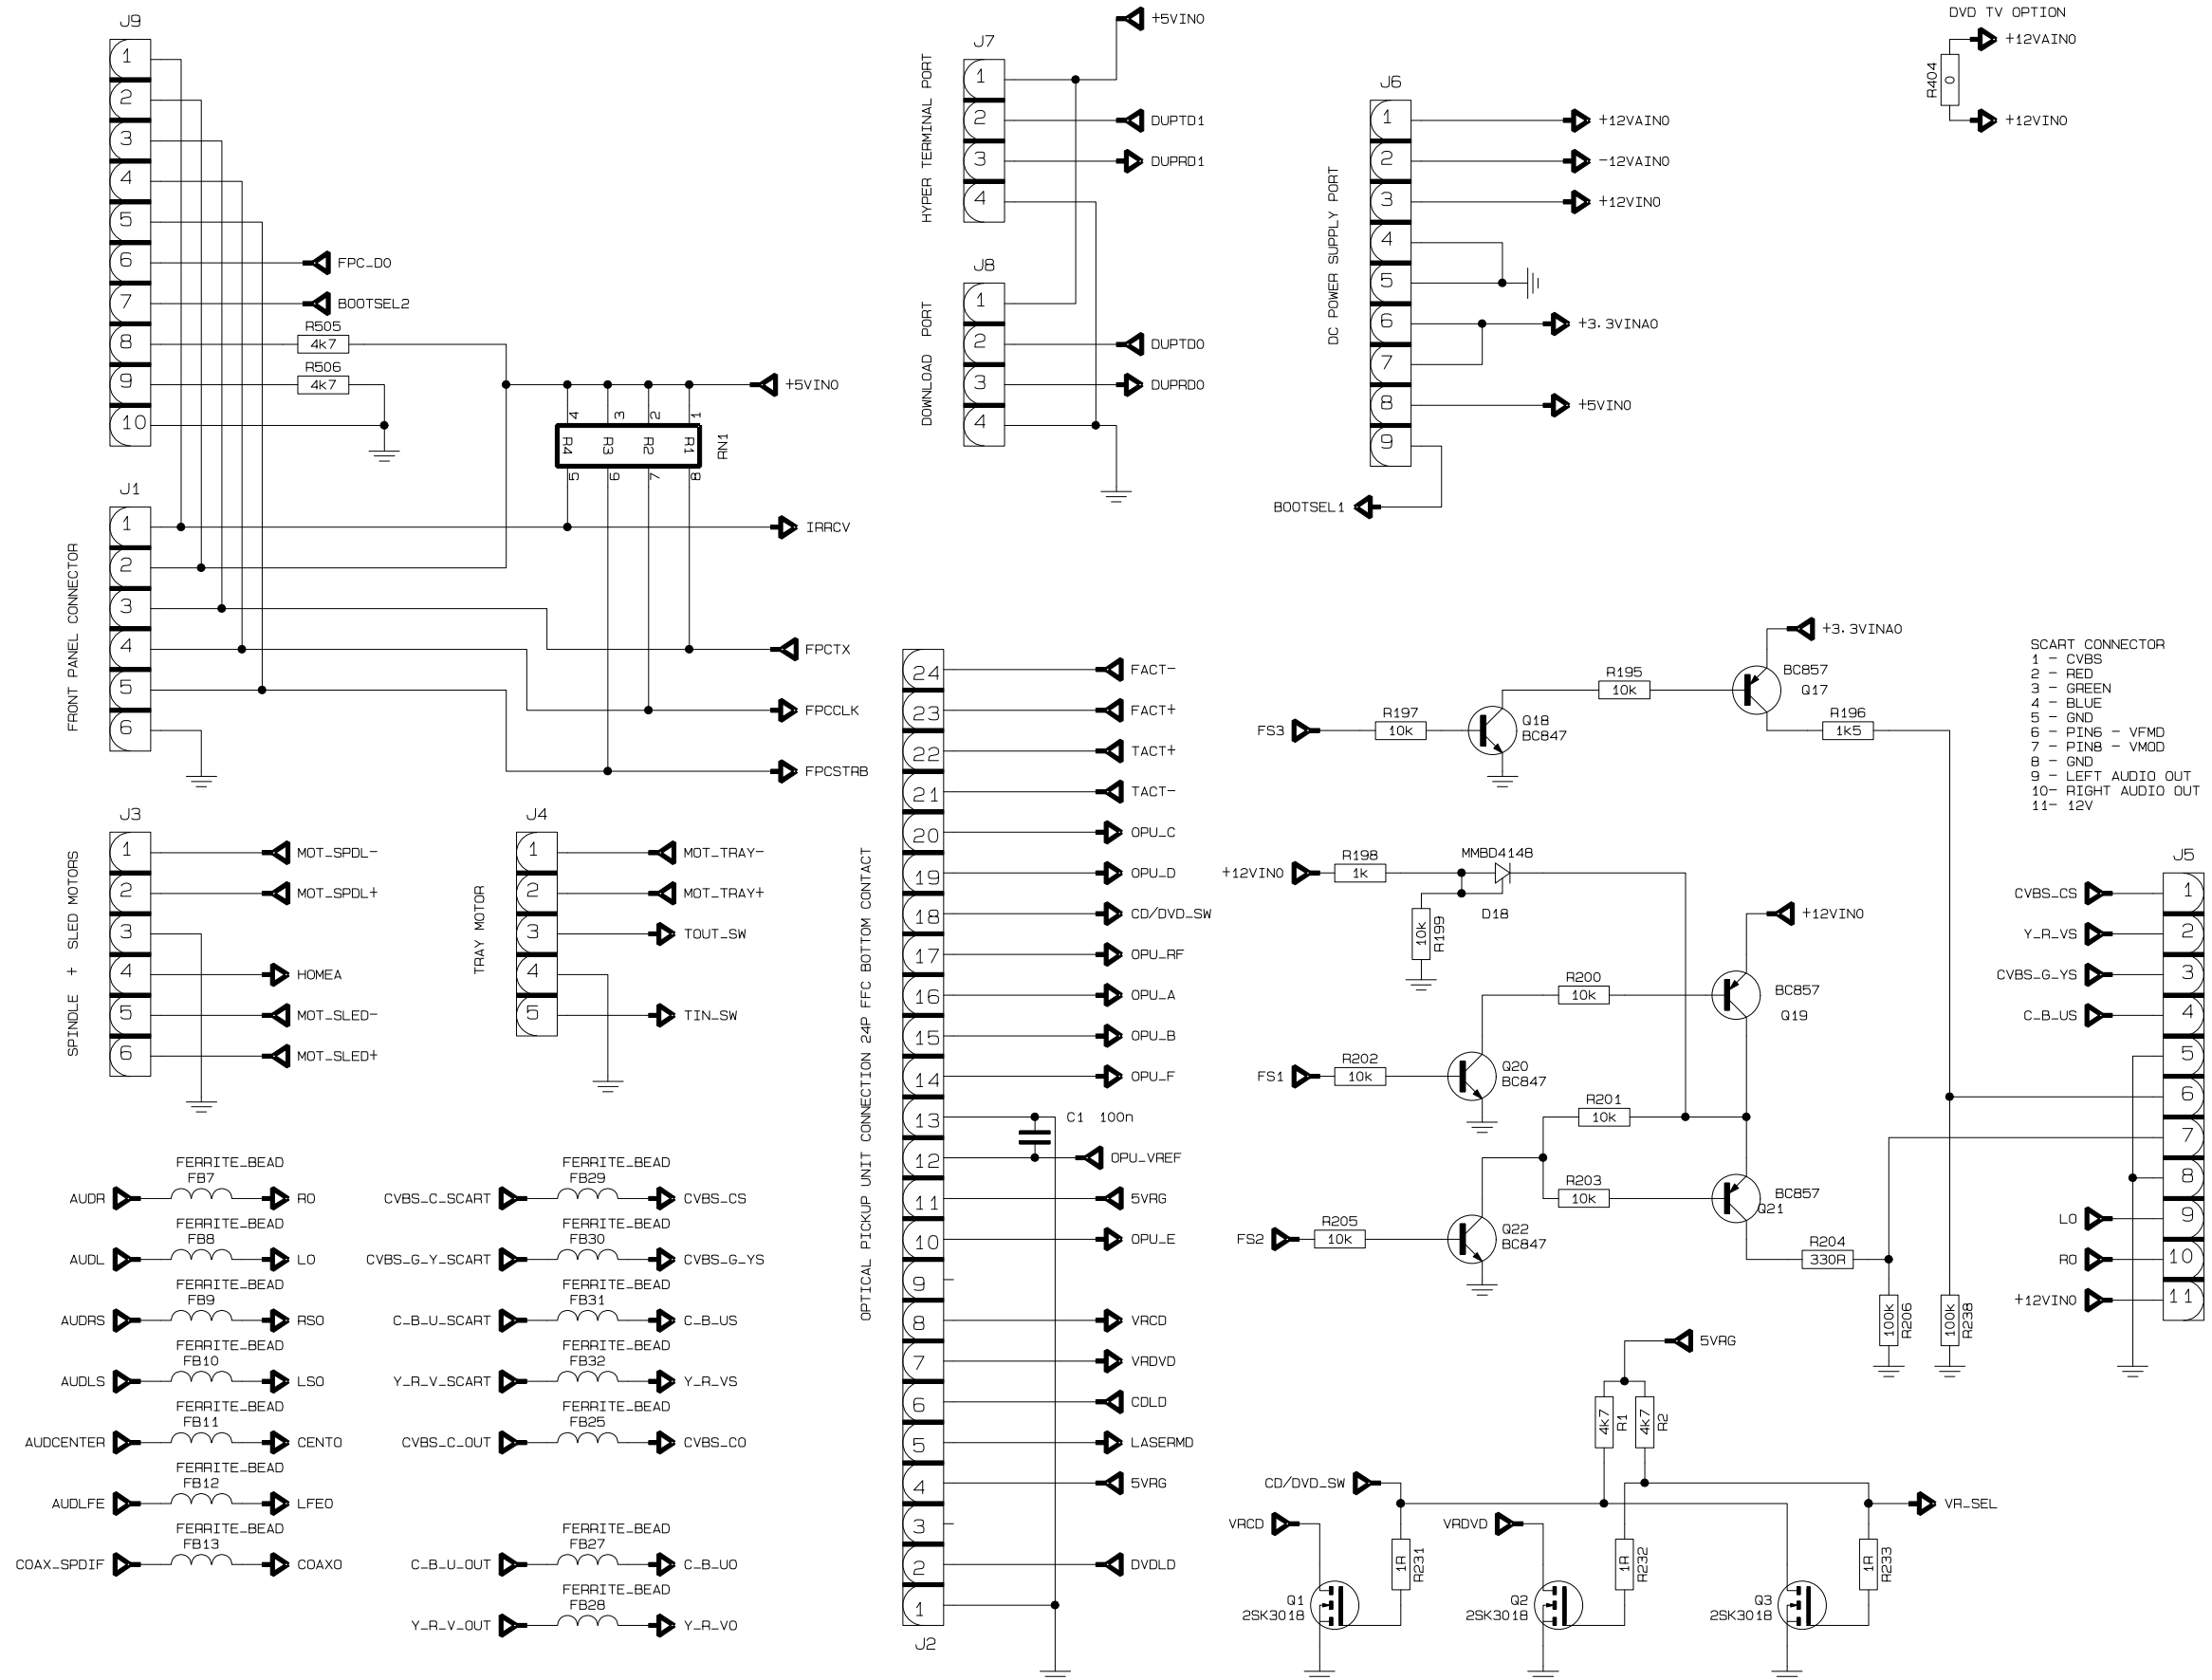 J9
1
2
3
4
5
6
7
8
9
10
FPC_D0
BOOTSEL2
R505
4k7
R506
4k7
+5VINO
4
3
2
1
R4
R3
R2
R1
RN1
5
6
7
8
J1
FRONT PANEL CONNECTOR
1
2
3
4
5
6
IRRCV
FPCTX
FPCCLK
FPCSTRB
J3
SPINDLE + SLED MOTORS
1
2
3
4
5
6
MOT_SPDL-
MOT_SPDL+
HOMEA
MOT_SLED-
MOT_SLED+
J4
TRAY MOTOR
1
2
3
4
5
MOT_TRAY-
MOT_TRAY+
TOUT_SW
TIN_SW
FERRITE_BEAD
FB7
AUDR
RO
FERRITE_BEAD
FB8
AUDL
LO
FERRITE_BEAD
FB9
AUDRS
RSO
FERRITE_BEAD
FB10
AUDLS
LSO
FERRITE_BEAD
FB11
AUDCENTER
CENTO
FERRITE_BEAD
FB12
AUDLFE
LFEO
FERRITE_BEAD
FB13
COAX_SPDIF
COAXO
FERRITE_BEAD
FB29
CVBS_C_SCART
CVBS_CS
FERRITE_BEAD
FB30
CVBS_G_Y_SCART
CVBS_G_YS
FERRITE_BEAD
FB31
C_B_U_SCART
C_B_US
FERRITE_BEAD
FB32
Y_R_V_SCART
Y_R_VS
FERRITE_BEAD
FB25
CVBS_C_OUT
CVBS_CO
FERRITE_BEAD
FB27
C_B_U_OUT
C_B_UO
FERRITE_BEAD
FB28
Y_R_V_OUT
Y_R_VO
J7
HYPER TERMINAL PORT
1
2
3
4
+5VINO
DUPTD1
DUPRD1
J8
DOWNLOAD PORT
1
2
3
4
DUPTD0
DUPRD0
J6
DC POWER SUPPLY PORT
1
2
3
4
5
6
7
8
9
+12VAINO
-12VAINO
+12VINO
+3.3VINAO
+5VINO
BOOTSEL1
DVD TV OPTION
+12VAINO
R404
0
+12VINO
OPTICAL PICKUP UNIT CONNECTION 24P FFC BOTTOM CONTACT
24
23
22
21
20
19
18
17
16
15
14
13
12
11
10
9
8
7
6
5
4
3
2
1
J2
FACT-
FACT+
TACT+
TACT-
OPU_C
OPU_D
CD/DVD_SW
OPU_RF
OPU_A
OPU_B
OPU_F
C1 100n
OPU_VREF
5VRG
OPU_E
VRCD
VRDVD
CDLD
LASERMD
5VRG
DVDLD
+3.3VINAO
FS3
R197
10k
Q18
BC847
R195
10k
BC857
Q17
R196
1k5
+12VINO
R198
1k
MMBD4148
D18
10k
R199
+12VINO
R200
10k
BC857
Q19
FS1
R202
10k
Q20
BC847
R201
10k
R203
10k
BC857
Q21
FS2
R205
10k
Q22
BC847
R204
330R
100k
R206
100k
R238
SCART CONNECTOR
1 - CVBS
2 - RED
3 - GREEN
4 - BLUE
5 - GND
6 - PIN6 - VFMD
7 - PIN8 - VMOD
8 - GND
9 - LEFT AUDIO OUT
10- RIGHT AUDIO OUT
11- 12V
J5
CVBS_CS
Y_R_VS
CVBS_G_YS
C_B_US
LO
RO
+12VINO
1
2
3
4
5
6
7
8
9
10
11
5VRG
4k7
R1
4k7
R2
CD/DVD_SW
VR_SEL
VRCD
VRDVD
1R
R231
1R
R232
1R
R233
Q1
2SK3018
Q2
2SK3018
Q3
2SK3018